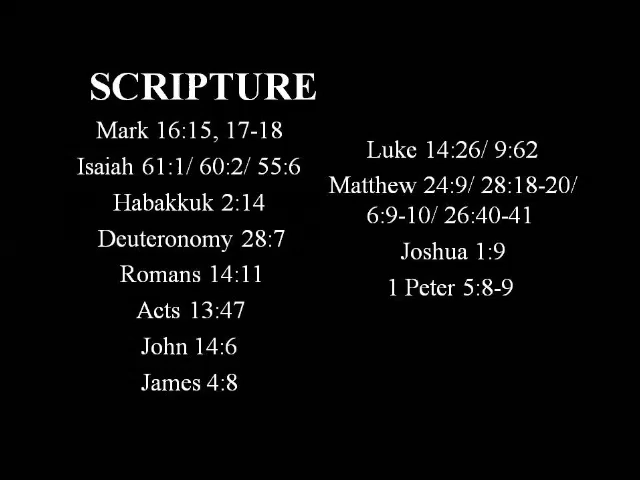 SCRIPTURE
Mark 16:15, 17-18
Isaiah 61:1/ 60:2/ 55:6
Habakkuk 2:14
Deuteronomy 28:7
Romans 14:11
Acts 13:47
John 14:6
James 4:8
Luke 14:26/ 9:62
Matthew 24:9/ 28:18-20/
6:9-10/ 26:40-41
Joshua 1:9
1 Peter 5:8-9